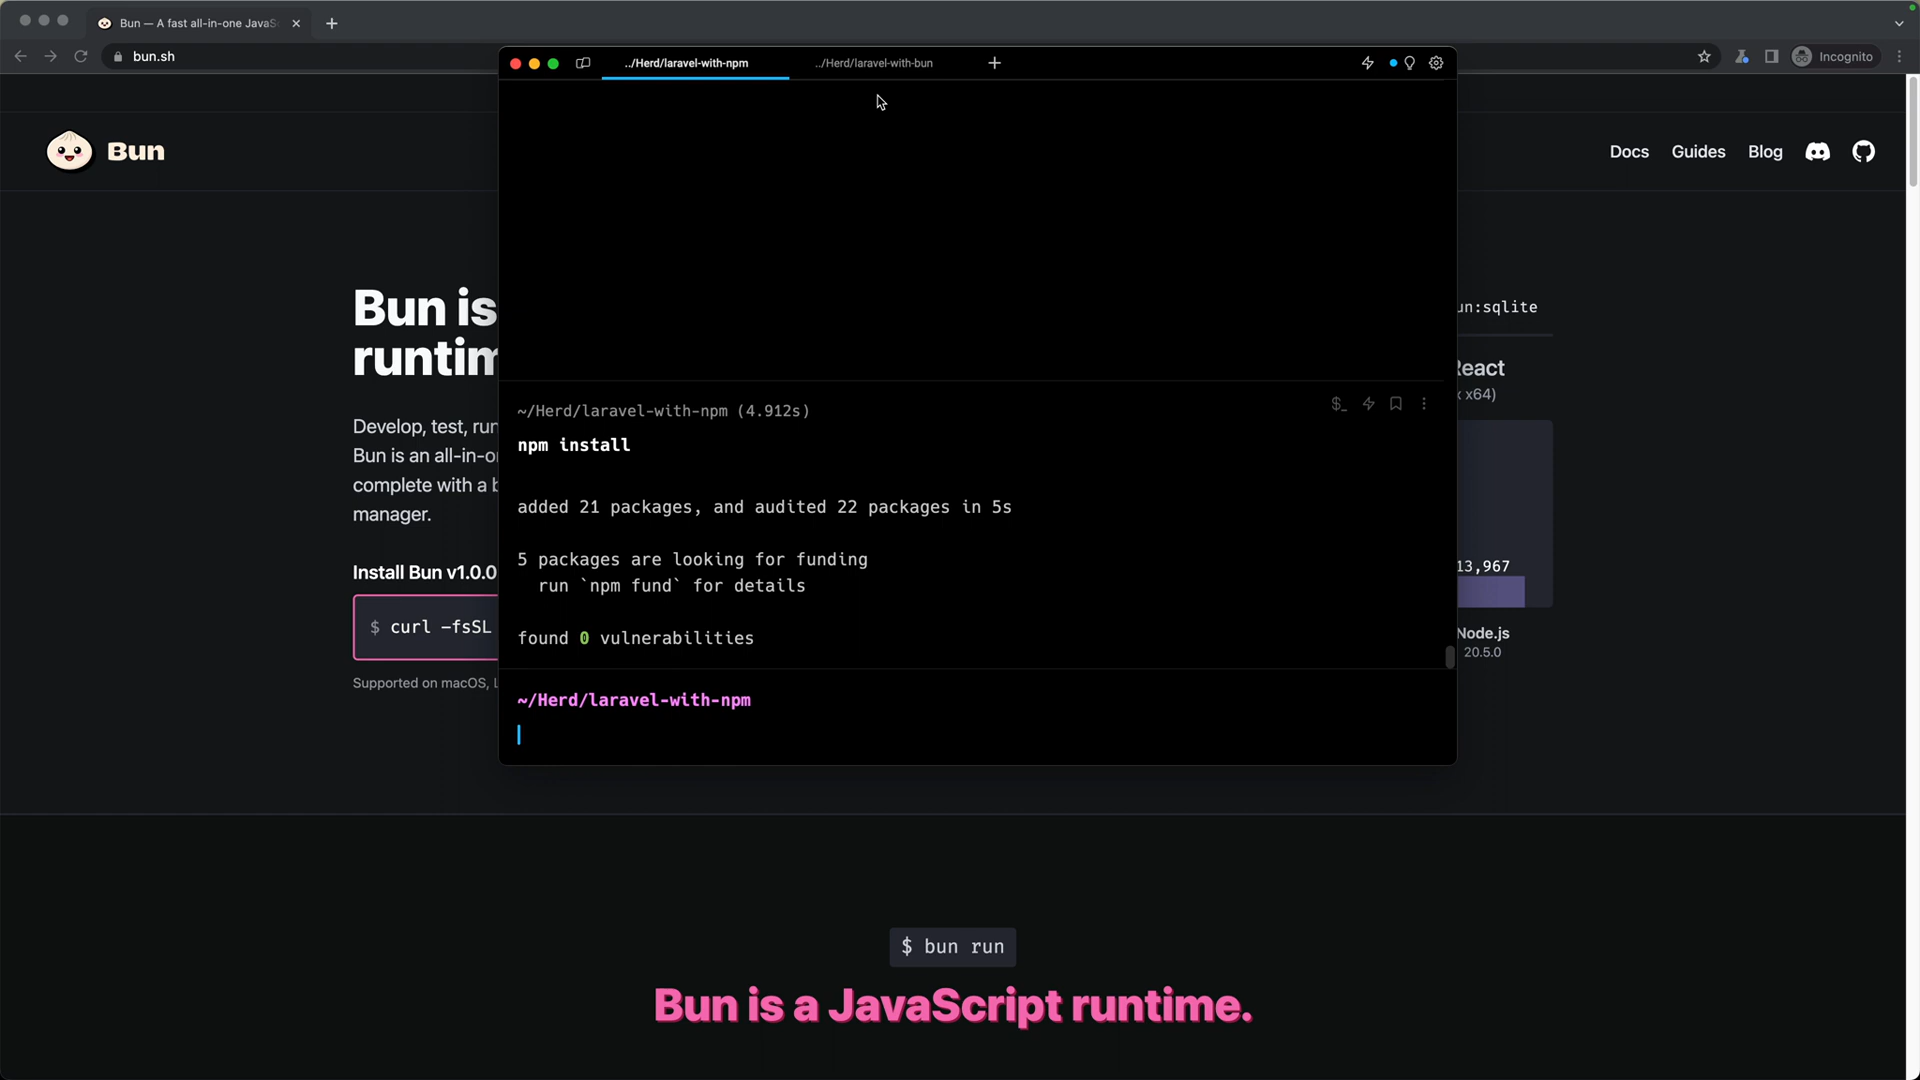 Bun — A fast all-in-one JavaSc
bun.sh
Incognito
../Herd/laravel-with-npm
../Herd/laravel-with-bun
Bun
Docs
Guides
Blog
Bun is
runtim
Develop, test, run
Bun is an all-in-o
complete with a b
manager.
Install Bun v1.0.0
$ curl -fsSL
Supported on macOS, L
~/Herd/laravel-with-npm (4.912s)
$_
npm install
added 21 packages, and audited 22 packages in 5s
5 packages are looking for funding
run `npm fund` for details
found 0 vulnerabilities
~/Herd/laravel-with-npm
un:sqlite
React
x x64)
13,967
Node.js
20.5.0
$ bun run
Bun is a JavaScript runtime.